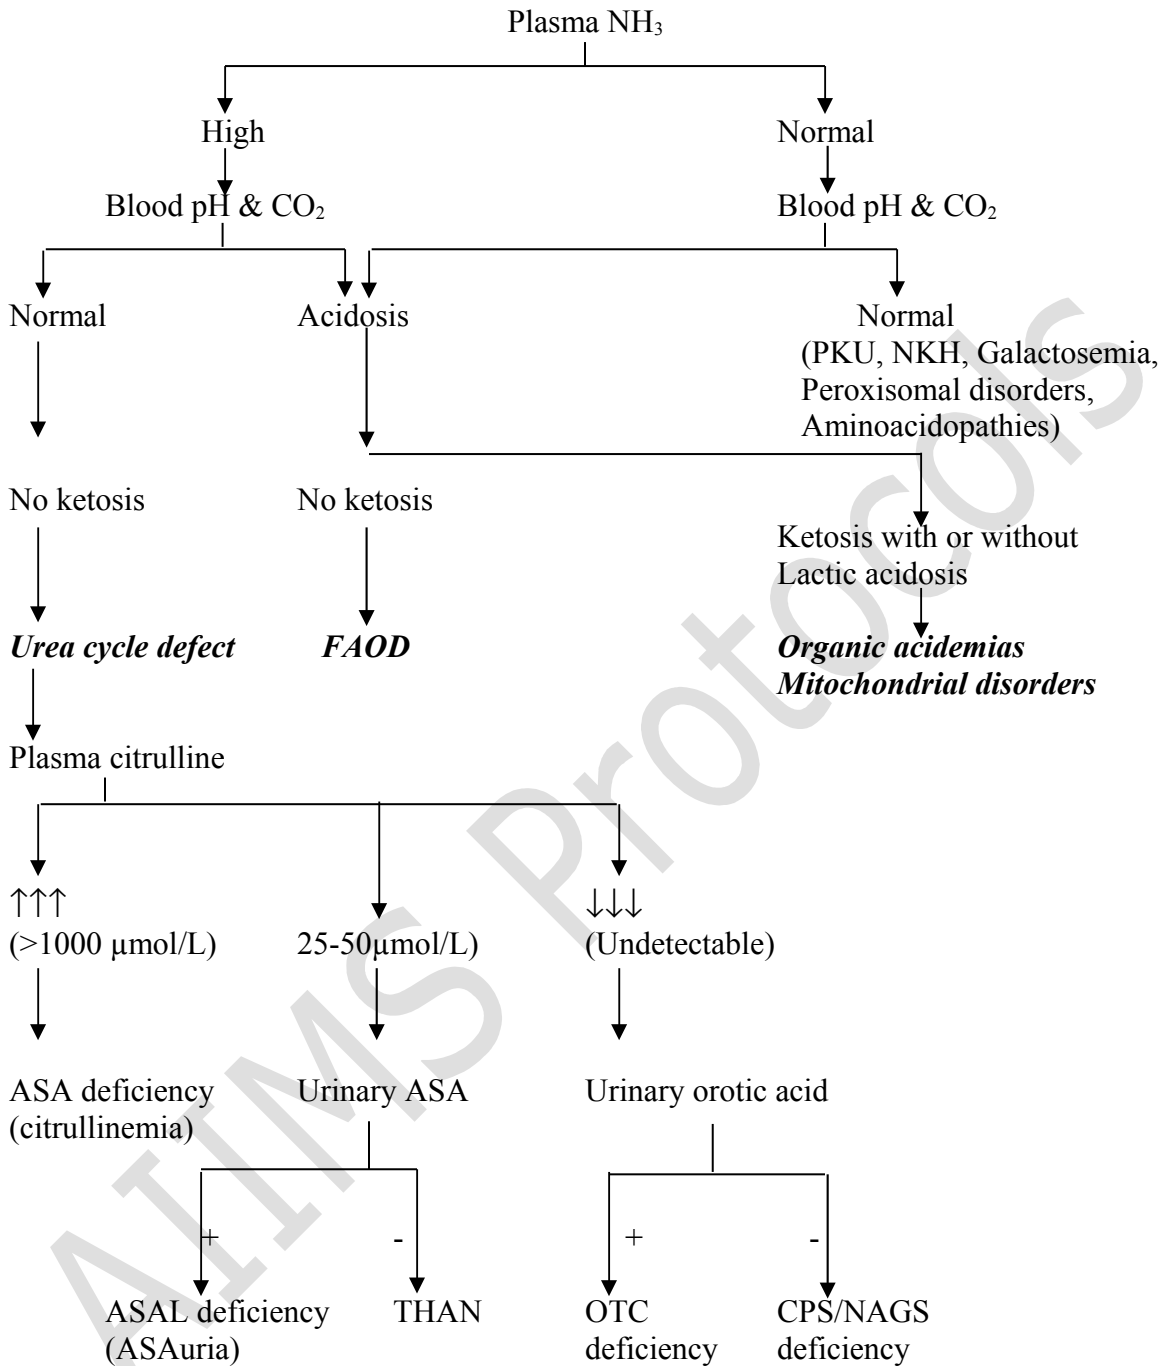 Plasma NH₃
High
Normal
Blood pH & CO₂
Blood pH & CO₂
Normal
Acidosis
Normal
(PKU, NKH, Galactosemia,
Peroxisomal disorders,
Aminoacidopathies)
No ketosis
No ketosis
Ketosis with or without
Lactic acidosis
Urea cycle defect
FAOD
Organic acidemias
Mitochondrial disorders
Plasma citrulline
↑↑↑
(>1000 µmol/L)
25-50µmol/L)
↓↓↓
(Undetectable)
ASA deficiency
(citrullinemia)
Urinary ASA
Urinary orotic acid
+
-
+
-
ASAL deficiency
(ASAuria)
THAN
OTC
deficiency
CPS/NAGS
deficiency
AIIMS Protocols